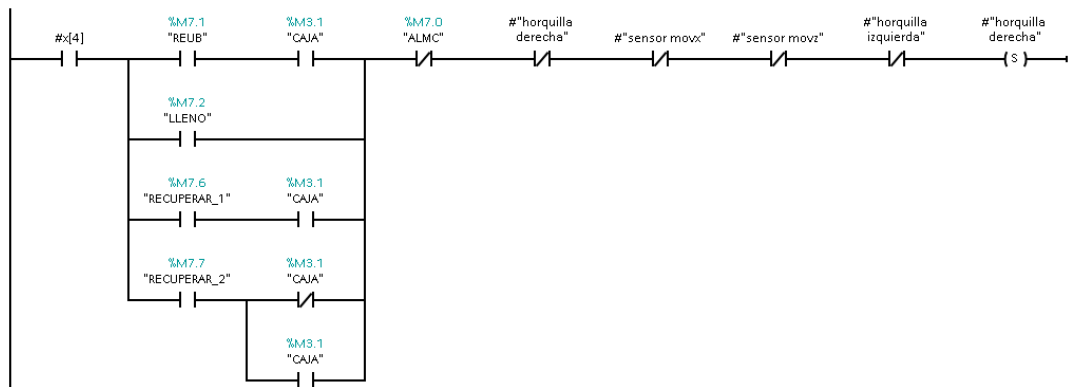 #x[4]
%M7.1
"REUB"
%M3.1
"CAJA"
%M7.0
"ALMC"
#"horquilla
derecha"
#"sensor movx"
#"sensor movz"
#"horquilla
izquierda"
#"horquilla
derecha"
S
%M7.2
"LLENO"
%M7.6
"RECUPERAR_1"
%M3.1
"CAJA"
%M7.7
"RECUPERAR_2"
%M3.1
"CAJA"
%M3.1
"CAJA"